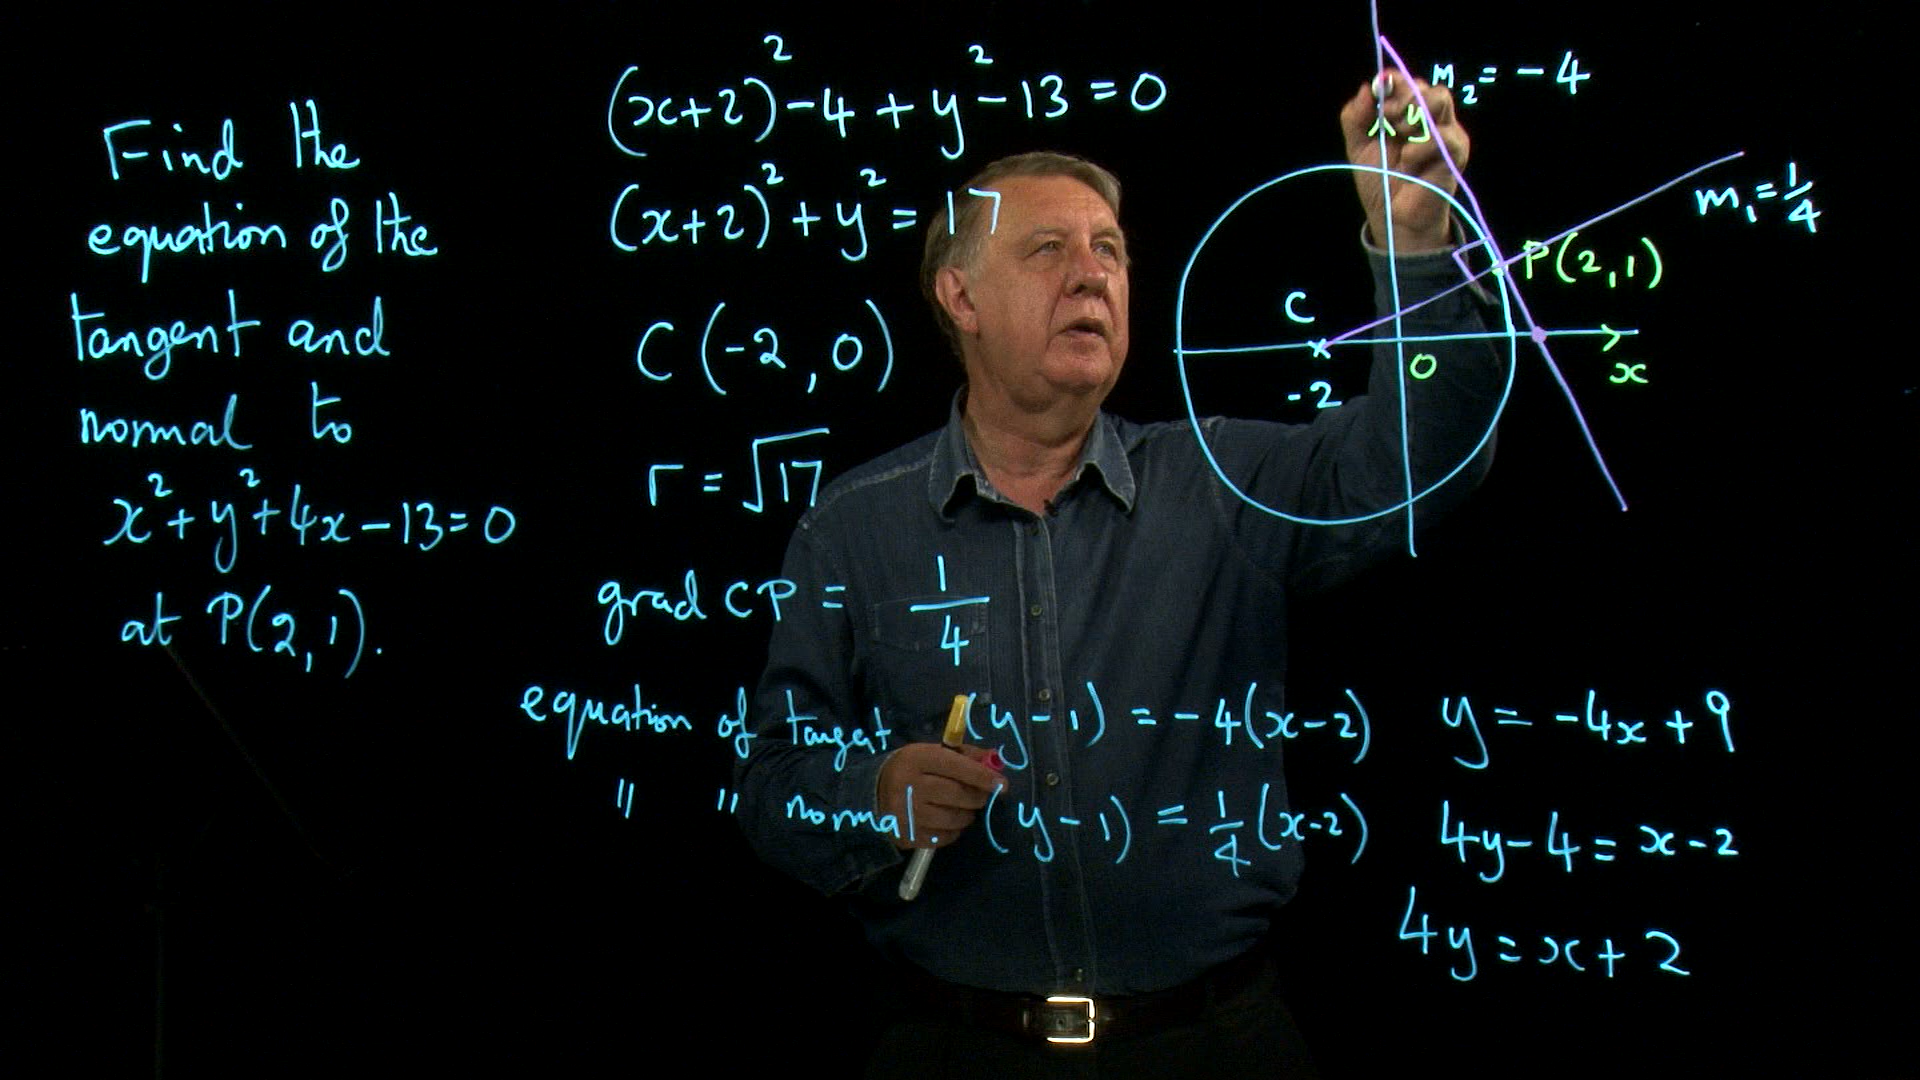 Find the
equation of the
tangent and
normal to
x²+y²+4x-13=0
at P(2,1).
(x+2)²-4+y²-13=0
(x+2)²+y²=17
C(-2,0)
r=√17
grad CP = 1/4
equation of tangent (y-1) = -4(x-2) y = -4x+9
" " normal. (y-1) = 1/4(x-2) 4y-4 = x-2
4y = x+2
m₂=-4
y
m₁=1/4
P(2,1)
C
-2
O
x